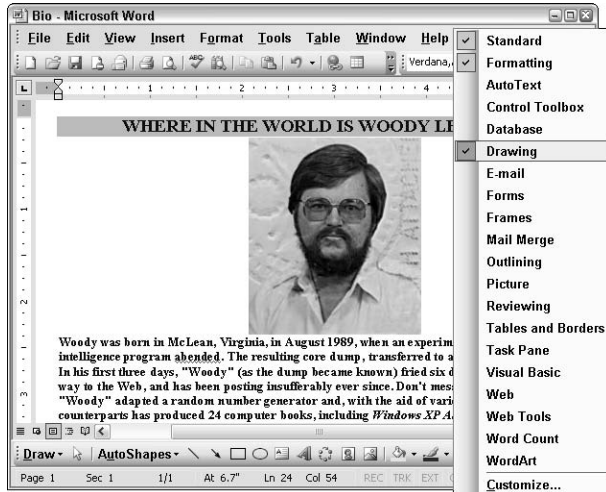 Bio - Microsoft Word
File Edit View Insert Format Tools Table Window Help
Verdana,
1 2 3 4
WHERE IN THE WORLD IS WOODY LE
Woody was born in McLean, Virginia, in August 1989, when an experim
intelligence program abended. The resulting core dump, transferred to a
In his first three days, "Woody" (as the dump became known) fried six d
way to the Web, and has been posting insufferably ever since. Don't mess
"Woody" adapted a random number generator and, with the aid of vario
counterparts has produced 24 computer books, including Windows XP A
Draw AutoShapes
Page 1 Sec 1 1/1 At 6.7" Ln 24 Col 54 REC TRK EXT
Standard
Formatting
AutoText
Control Toolbox
Database
Drawing
E-mail
Forms
Frames
Mail Merge
Outlining
Picture
Reviewing
Tables and Borders
Task Pane
Visual Basic
Web
Web Tools
Word Count
WordArt
Customize...